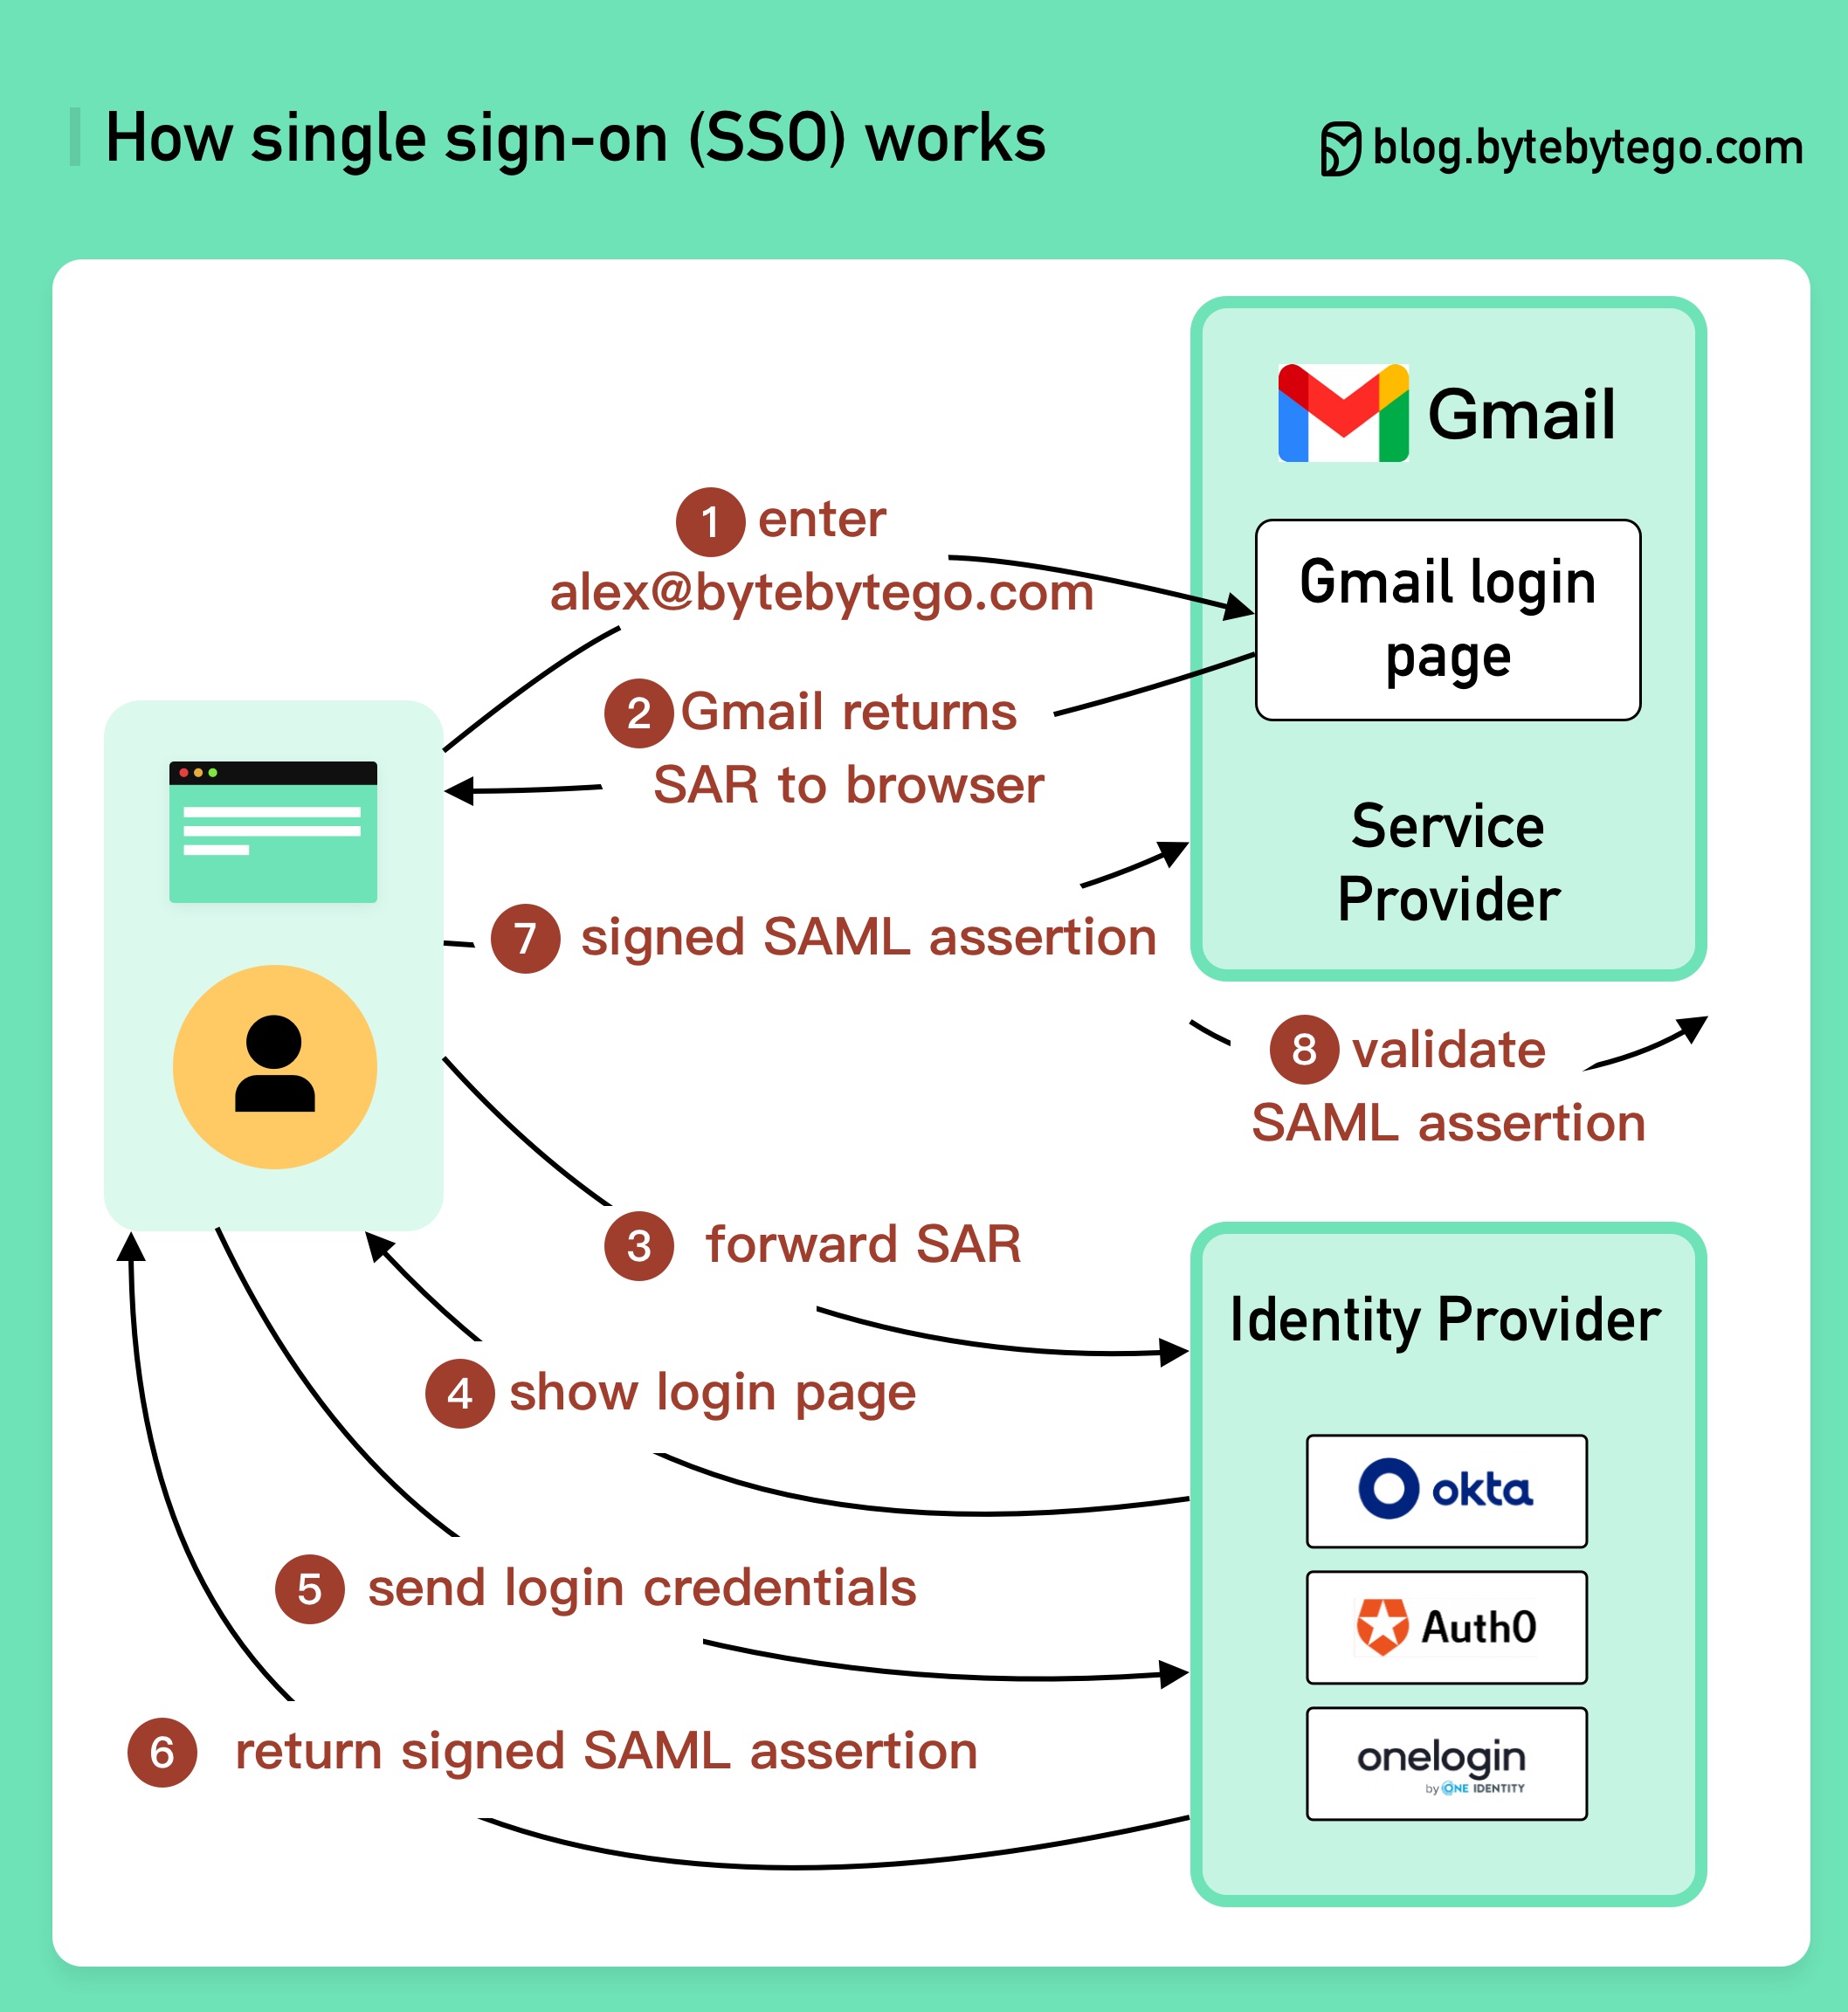 How single sign-on (SSO) works
blog.bytebytego.com
Gmail
Gmail login
page
Service
Provider
1 enter
alex@bytebytego.com
2 Gmail returns
SAR to browser
7 signed SAML assertion
8 validate
SAML assertion
3 forward SAR
4 show login page
5 send login credentials
6 return signed SAML assertion
Identity Provider
okta
Auth0
onelogin
by ONE IDENTITY